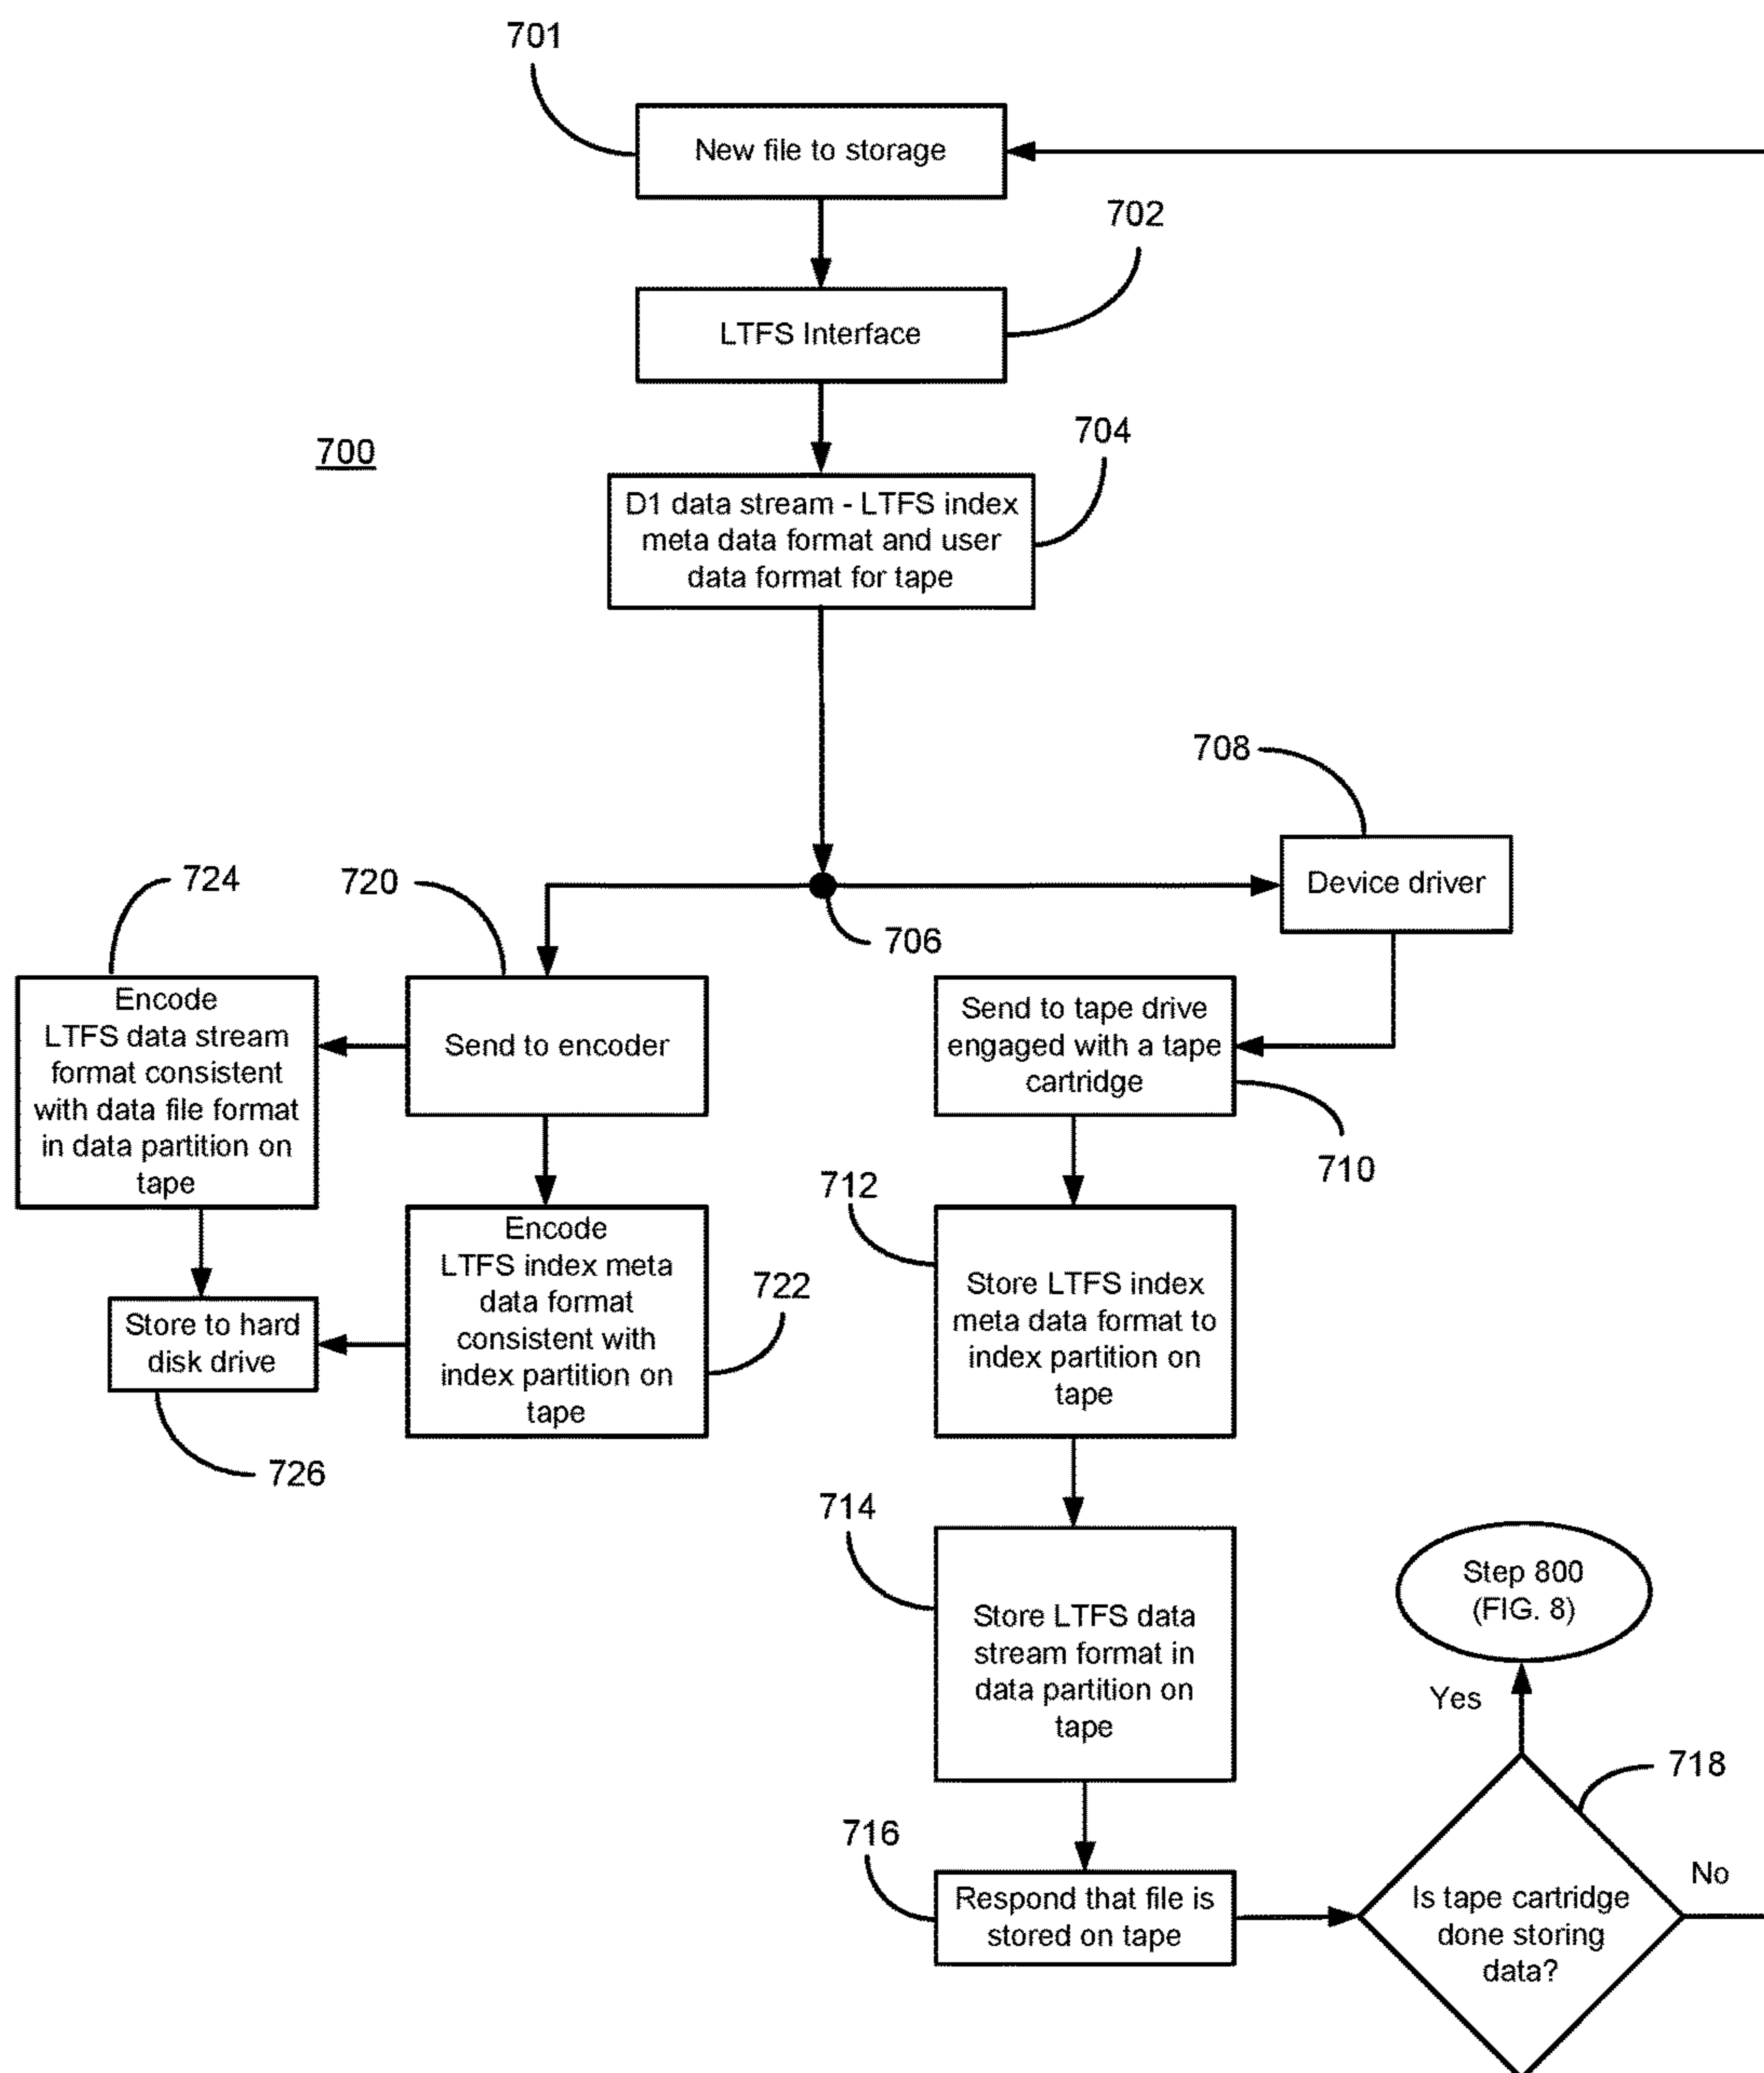 701
New file to storage
702
LTFS Interface
700
704
D1 data stream - LTFS index
meta data format and user
data format for tape
708
Device driver
724
720
706
Encode
LTFS data stream
format consistent
with data file format
in data partition on
tape
Send to encoder
Send to tape drive
engaged with a tape
cartridge
710
712
Encode
LTFS index meta
data format
consistent with
index partition on
tape
722
Store LTFS index
meta data format to
index partition on
tape
Store to hard
disk drive
726
714
Store LTFS data
stream format in
data partition on
tape
Step 800
(FIG. 8)
Yes
718
716
Respond that file is
stored on tape
Is tape cartridge
done storing
data?
No